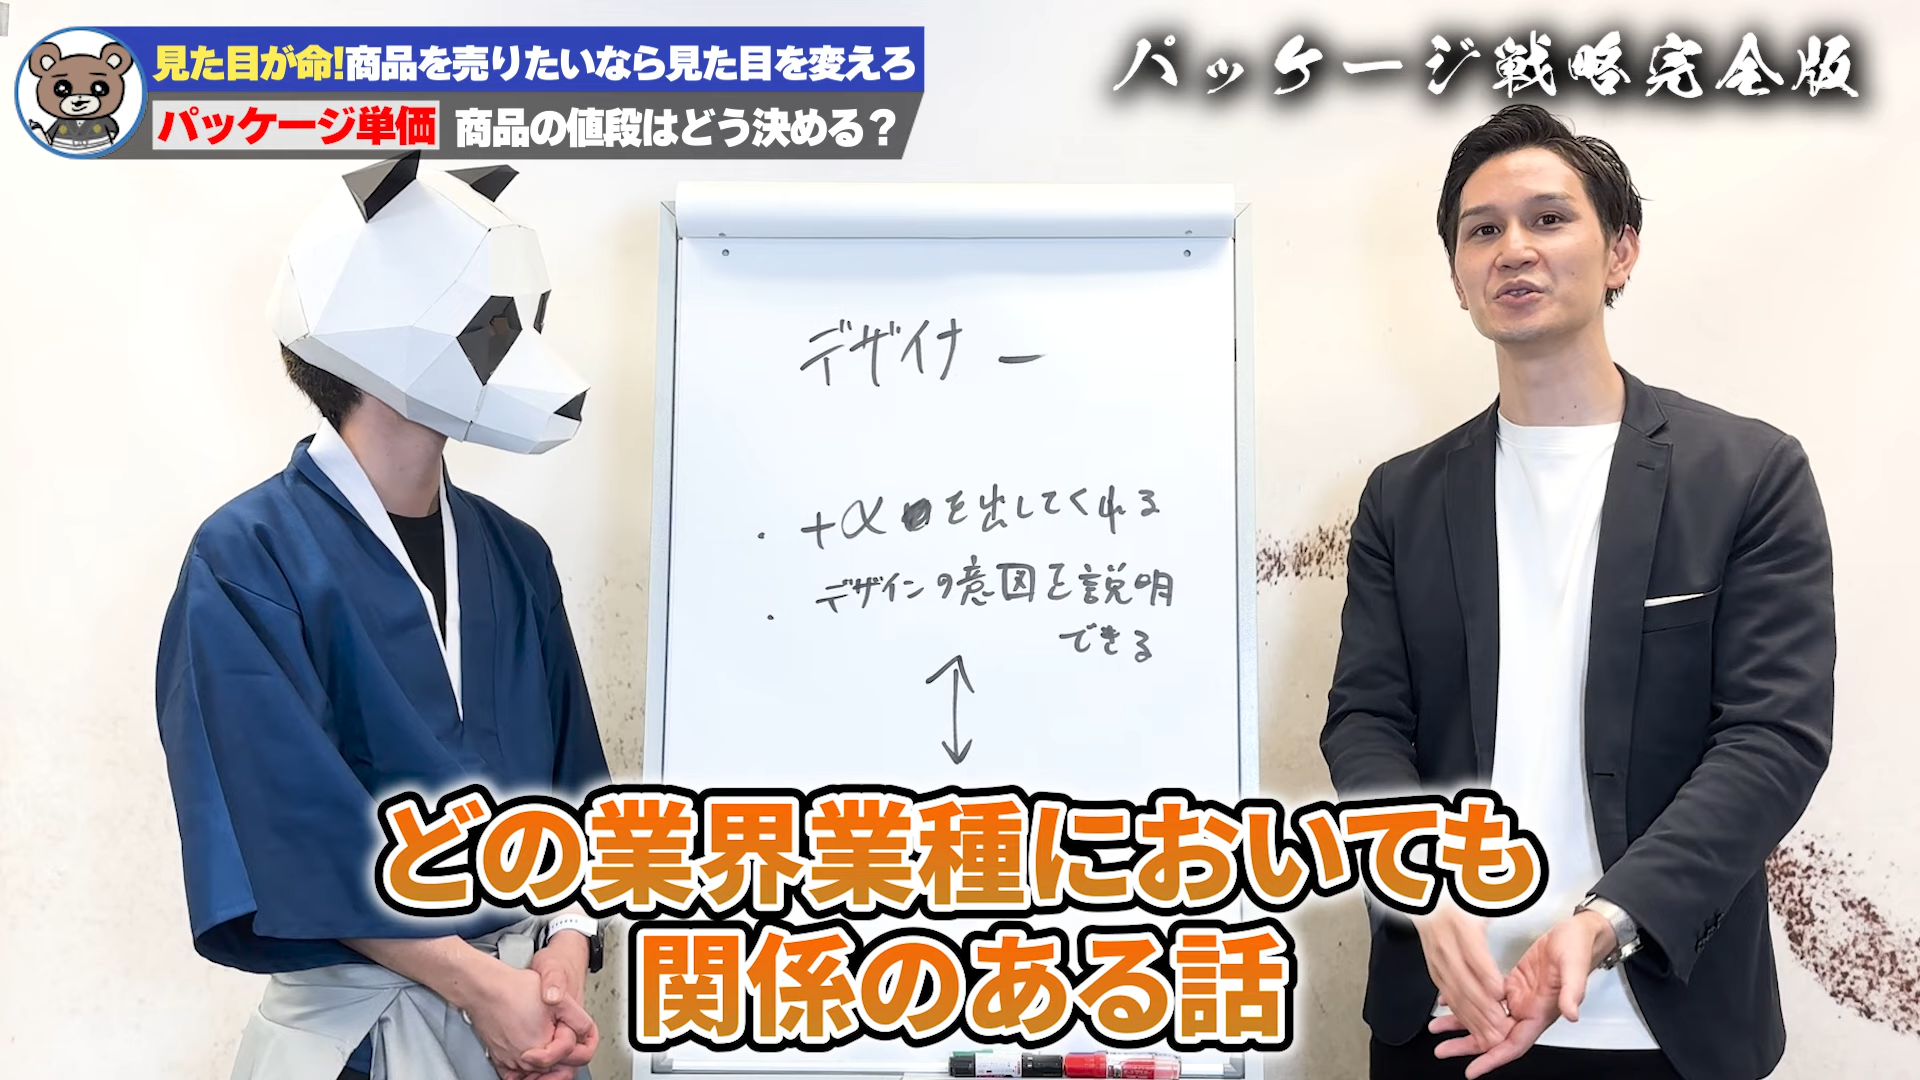 見た目が命!商品を売りたいなら見た目を変えろ
パッケージ単価 商品の値段はどう決める？
パッケージ戦略完全版
デザイナー
・+αを出してくれる
・デザインの意図を説明
できる
どの業界業種においても
関係のある話